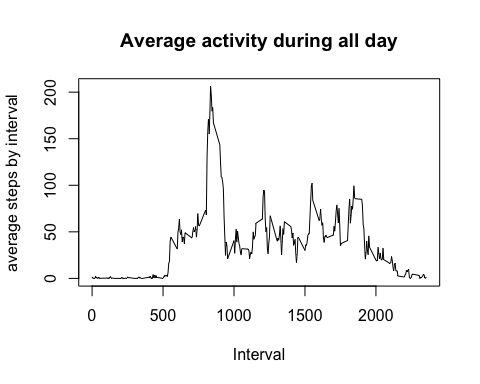 Average activity during all day
average steps by interval
200
150
100
50
0
0 500 1000 1500 2000
Interval